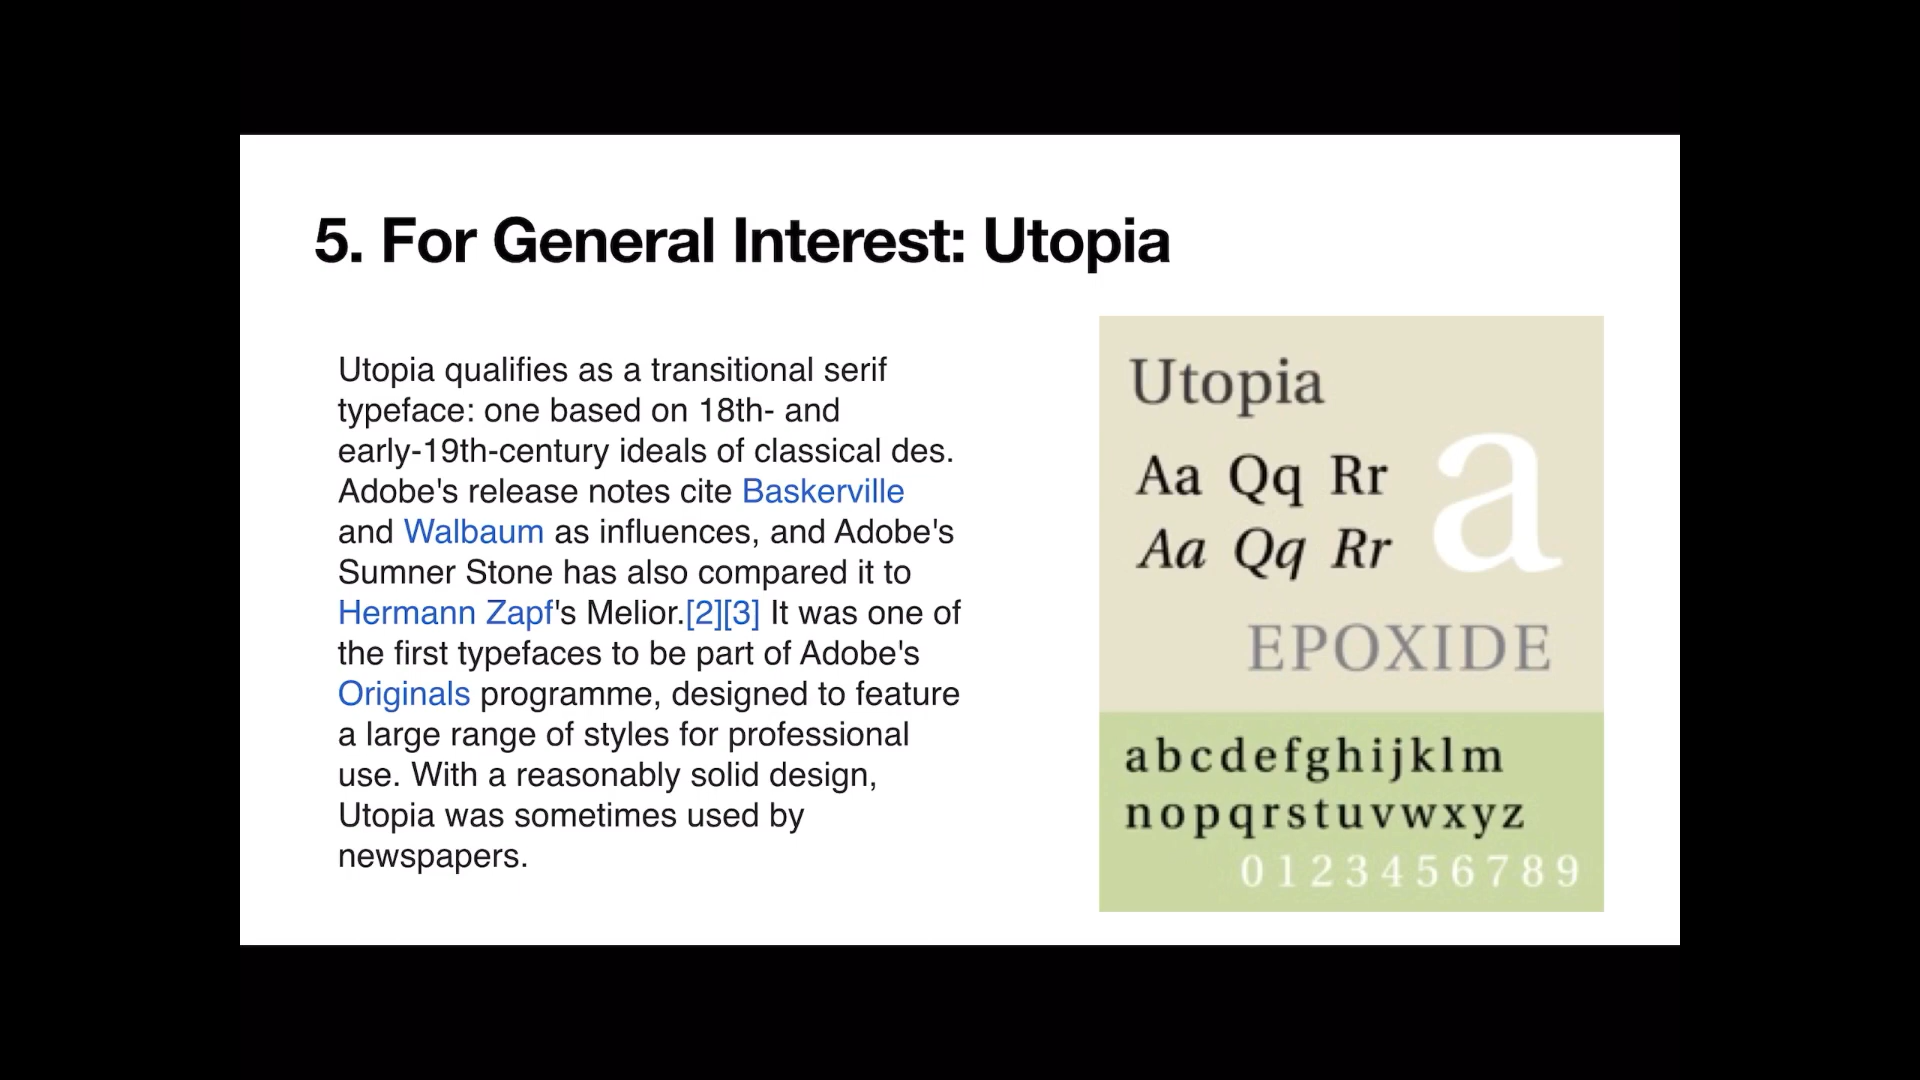 5. For General Interest: Utopia
Utopia qualifies as a transitional serif
typeface: one based on 18th- and
early-19th-century ideals of classical des.
Adobe's release notes cite Baskerville
and Walbaum as influences, and Adobe's
Sumner Stone has also compared it to
Hermann Zapf's Melior.[2][3] It was one of
the first typefaces to be part of Adobe's
Originals programme, designed to feature
a large range of styles for professional
use. With a reasonably solid design,
Utopia was sometimes used by
newspapers.
Utopia
Aa Qq Rr
Aa Qq Rr
a
EPOXIDE
abcdefghijklm
nopqrstuvwxyz
0123456789